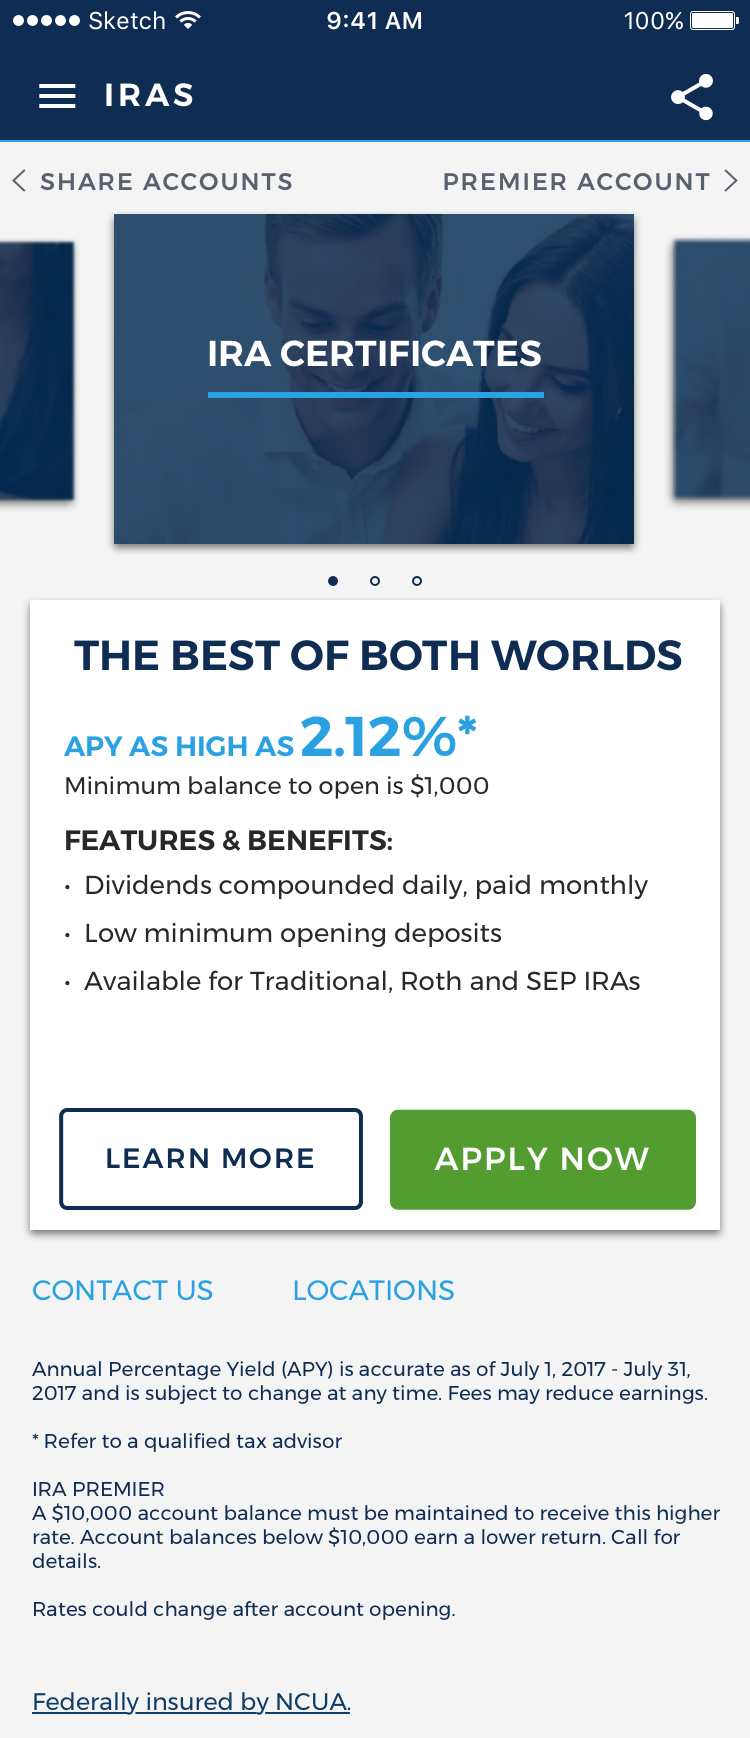 Sketch 9:41 AM 100%
IRAS
SHARE ACCOUNTS PREMIER ACCOUNT
IRA CERTIFICATES
THE BEST OF BOTH WORLDS
APY AS HIGH AS 2.12%*
Minimum balance to open is $1,000
FEATURES & BENEFITS:
• Dividends compounded daily, paid monthly
• Low minimum opening deposits
• Available for Traditional, Roth and SEP IRAs
LEARN MORE APPLY NOW
CONTACT US LOCATIONS
Annual Percentage Yield (APY) is accurate as of July 1, 2017 - July 31,
2017 and is subject to change at any time. Fees may reduce earnings.
* Refer to a qualified tax advisor
IRA PREMIER
A $10,000 account balance must be maintained to receive this higher
rate. Account balances below $10,000 earn a lower return. Call for
details.
Rates could change after account opening.
Federally insured by NCUA.